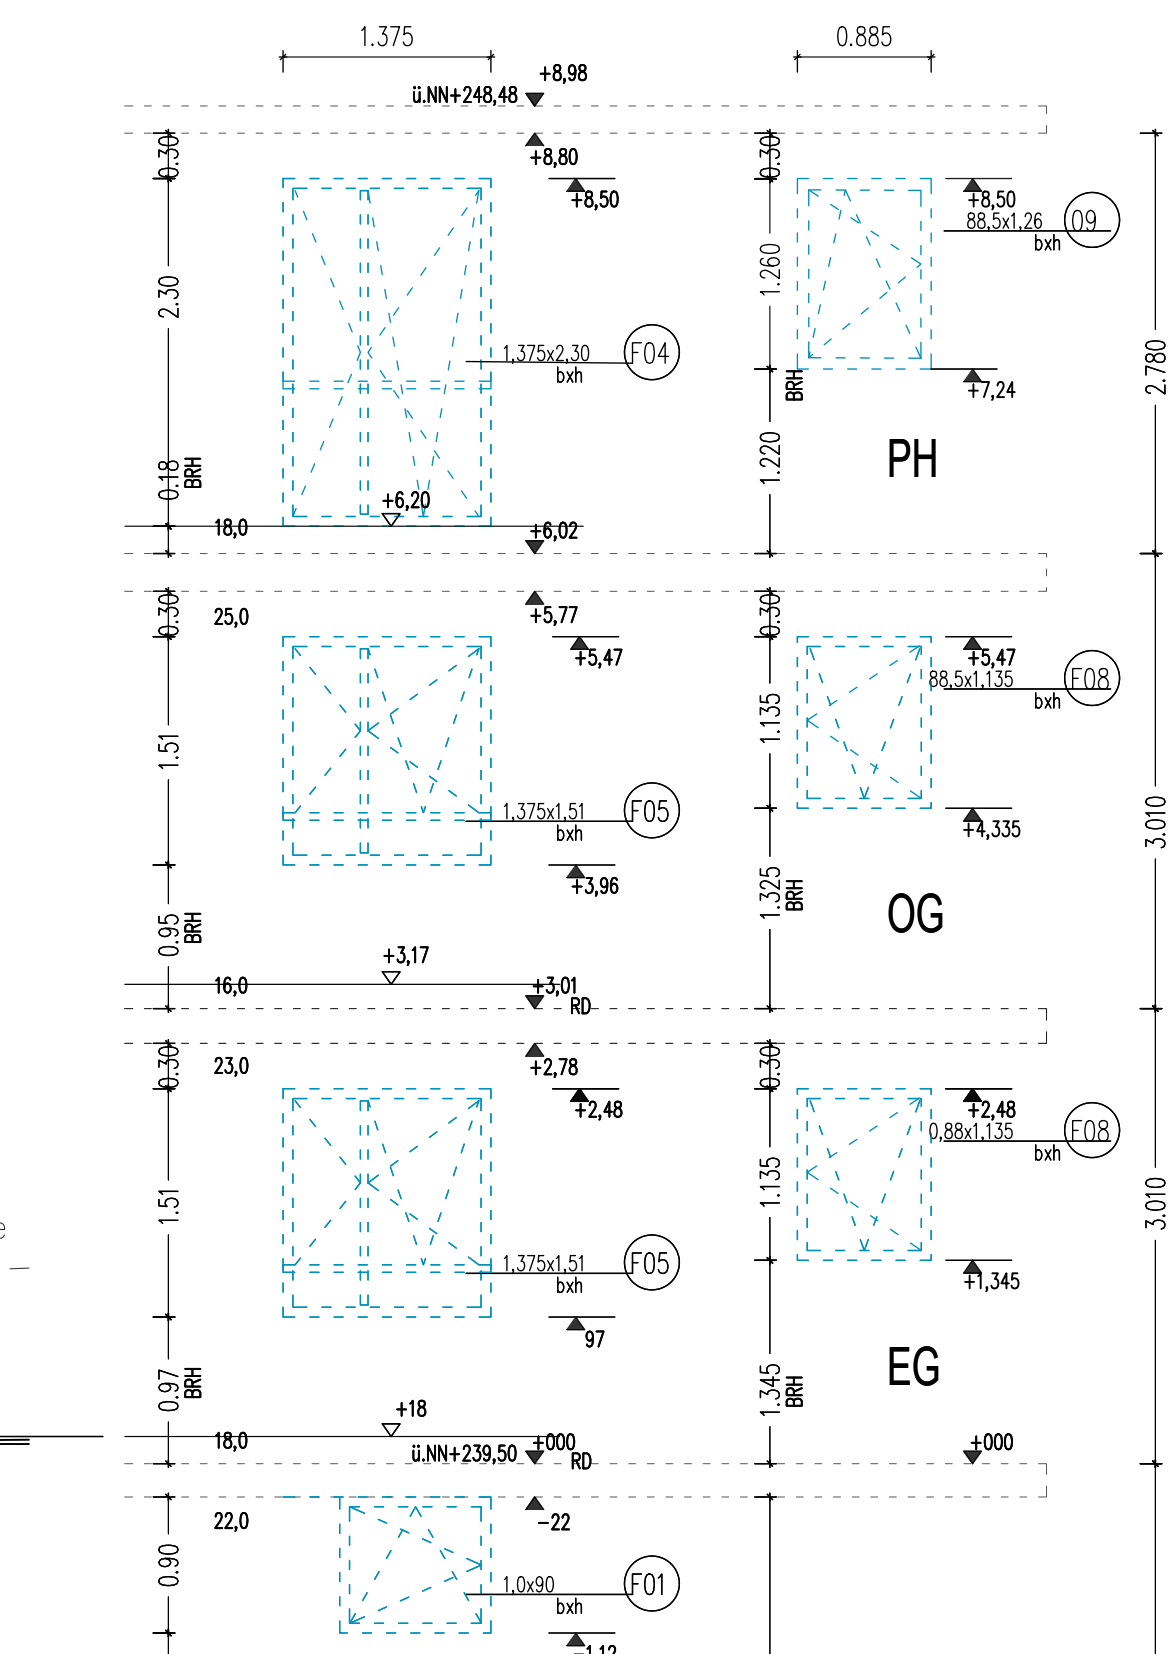 1.375
0.885
+8,98
ü.NN+248,48
0.30
+8,80
0.30
+8,50
+8,50
88,5x1,26
09
bxh
2.30
1.260
1,375x2,30
F04
bxh
2.780
BRH
+7,24
0.18
BRH
1.220
PH
+6,20
18,0
+6,02
0.30
25,0
+5,77
0.30
+5,47
+5,47
88,5x1,135
F08
bxh
1.51
1.135
1,375x1,51
F05
bxh
+4,335
3.010
+3,96
0.95
BRH
1.325
BRH
OG
+3,17
16,0
+3,01
RD
0.30
23,0
+2,78
0.30
+2,48
+2,48
0,88x1,135
F08
bxh
1.51
1.135
3.010
1,375x1,51
F05
bxh
+1,345
97
0.97
BRH
1.345
BRH
EG
+18
18,0
+000
+000
ü.NN+239,50
RD
22,0
-22
0.90
1,0x90
F01
bxh
-1,12